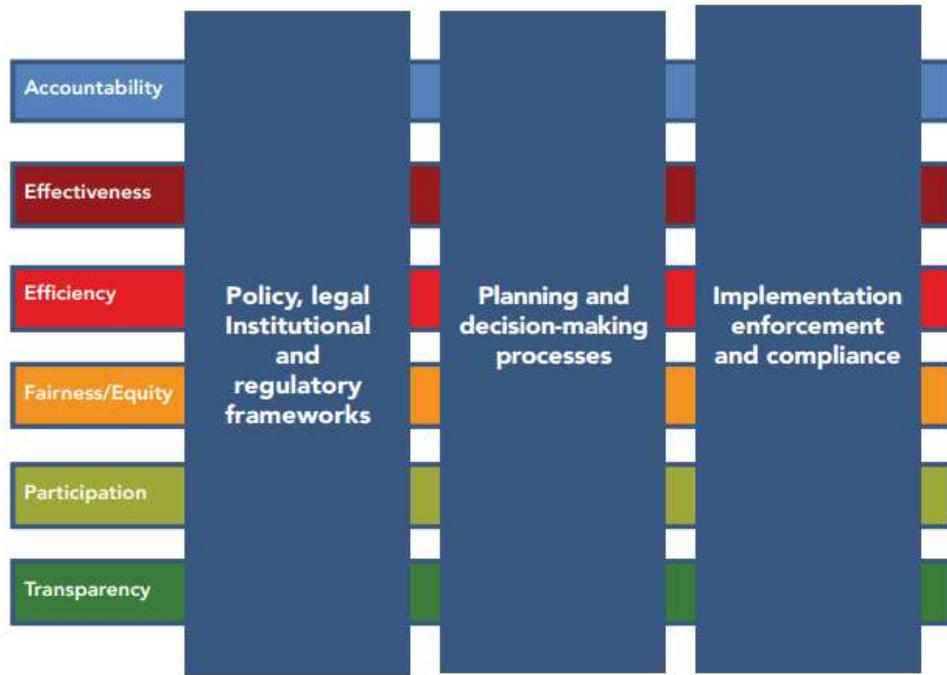 Accountability
Effectiveness
Efficiency
Fairness/Equity
Participation
Transparency
Policy, legal
Institutional
and
regulatory
frameworks
Planning and
decision-making
processes
Implementation
enforcement
and compliance